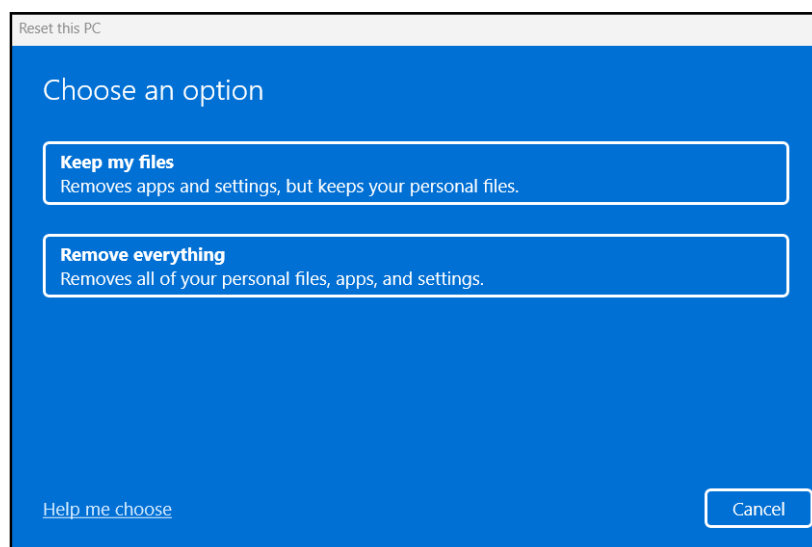 Reset this PC
Choose an option
Keep my files
Removes apps and settings, but keeps your personal files.
Remove everything
Removes all of your personal files, apps, and settings.
Help me choose
Cancel